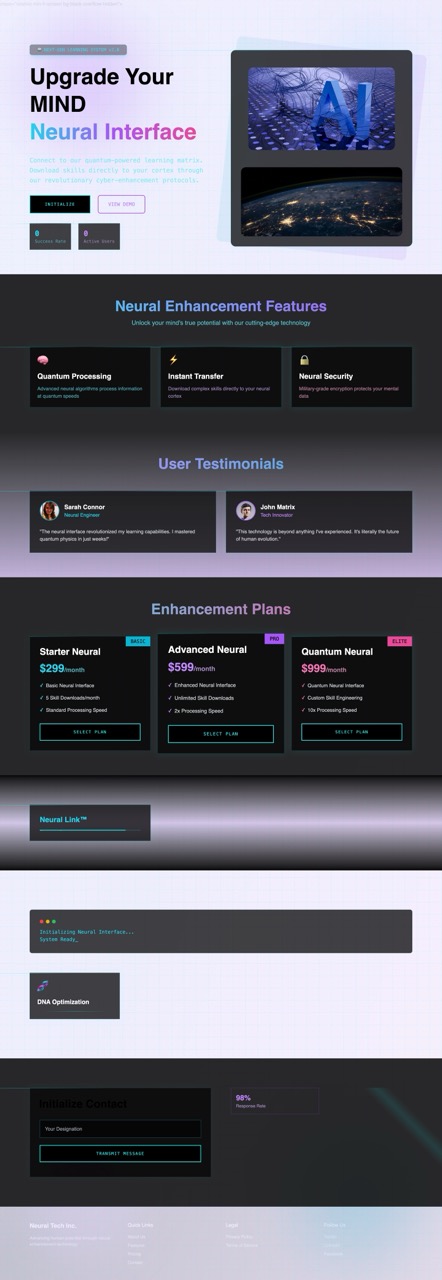 NEURAL LEARNING SYSTEM V2.0
Upgrade Your
MIND
Neural Interface
Connect to our quantum-powered learning matrix.
Download skills directly to your cortex through
our revolutionary cyber-enhancement protocols.
INITIALIZE
VIEW DEMO
0
Success Rate
0
Active Users
AI
Neural Enhancement Features
Unlock your mind's true potential with our cutting-edge technology
Quantum Processing
Advanced neural algorithms process information
at quantum speeds
Instant Transfer
Download complex skills directly to your neural
cortex
Neural Security
Military-grade encryption protects your mental
data
User Testimonials
Sarah Connor
Neural Engineer
"The neural interface revolutionized my learning capabilities. I mastered
quantum physics in just weeks!"
John Matrix
Tech Innovator
"This technology is beyond anything I've experienced. It's literally the future
of human evolution."
Enhancement Plans
BASIC
Starter Neural
$299/month
✓ Basic Neural Interface
✓ 5 Skill Downloads/month
✓ Standard Processing Speed
SELECT PLAN
PRO
Advanced Neural
$599/month
✓ Enhanced Neural Interface
✓ Unlimited Skill Downloads
✓ 2x Processing Speed
SELECT PLAN
ELITE
Quantum Neural
$999/month
✓ Quantum Neural Interface
✓ Custom Skill Engineering
✓ 10x Processing Speed
SELECT PLAN
Neural Link™
Initializing Neural Interface...
System Ready_
DNA Optimization
Initialize Contact
Your Designation
TRANSMIT MESSAGE
98%
Response Rate
Neural Tech Inc.
Quick Links
Legal
Follow Us